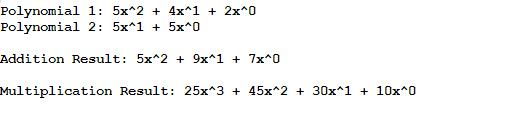 Polynomial 1: 5x^2 + 4x^1 + 2x^0
Polynomial 2: 5x^1 + 5x^0
Addition Result: 5x^2 + 9x^1 + 7x^0
Multiplication Result: 25x^3 + 45x^2 + 30x^1 + 10x^0